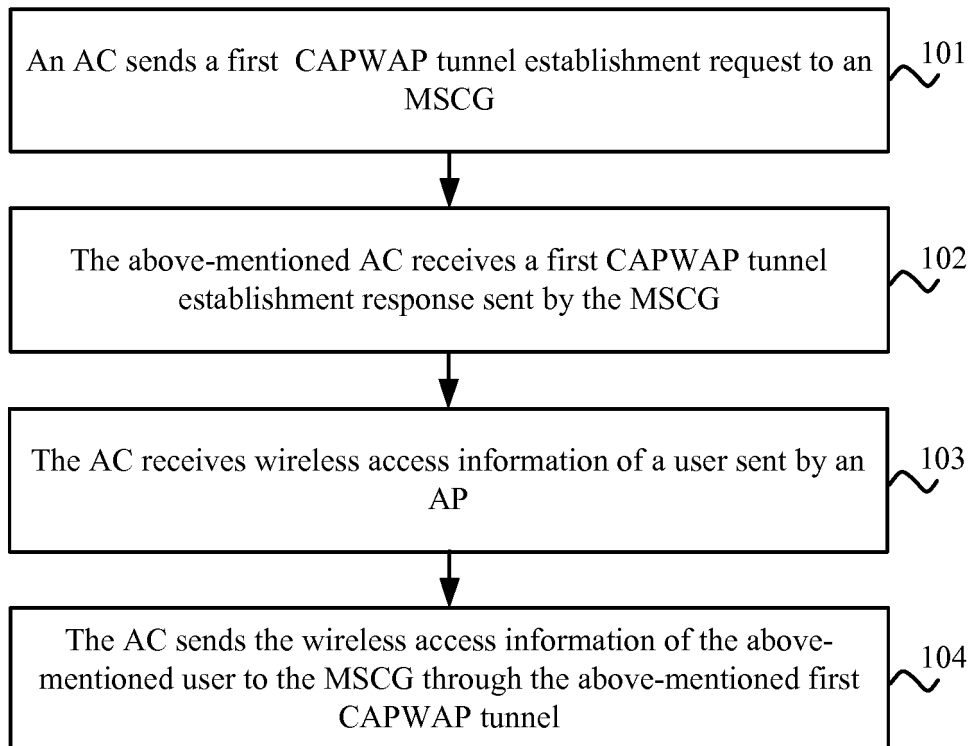 An AC sends a first CAPWAP tunnel establishment request to an
MSCG
101
The above-mentioned AC receives a first CAPWAP tunnel
establishment response sent by the MSCG
102
The AC receives wireless access information of a user sent by an
AP
103
The AC sends the wireless access information of the above-
mentioned user to the MSCG through the above-mentioned first
CAPWAP tunnel
104